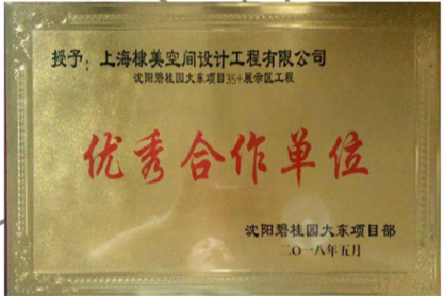 授予：上海棣美空间设计工程有限公司
沈阳碧桂园大东项目35+展示区工程
优秀合作单位
沈阳碧桂园大东项目部
二〇一八年五月